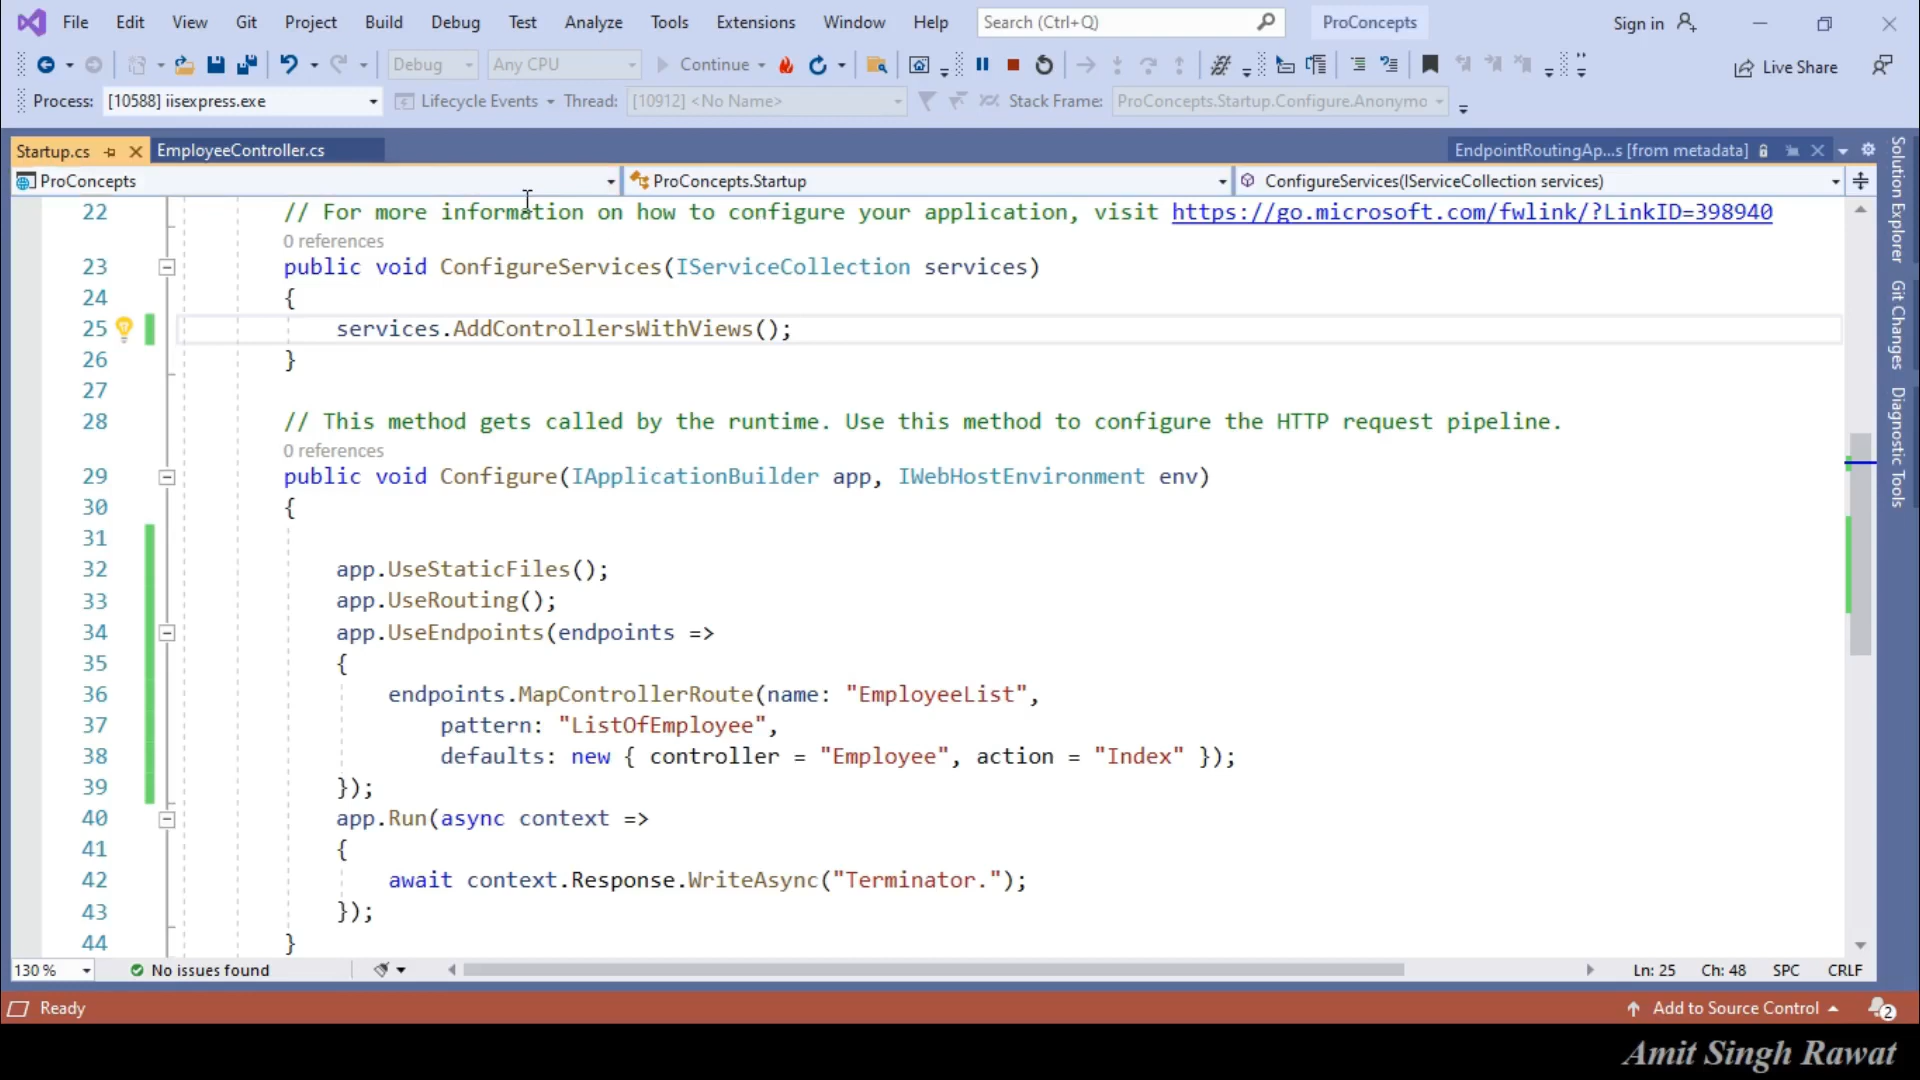 File Edit View Git Project Build Debug Test Analyze Tools Extensions Window Help Search (Ctrl+Q) ProConcepts Sign in
Debug Any CPU Continue Live Share
Process: [10588] iisexpress.exe Lifecycle Events Thread: [10912] <No Name> Stack Frame: ProConcepts.Startup.Configure.Anonymo
Startup.cs EmployeeController.cs EndpointRoutingAp...s [from metadata]
ProConcepts ProConcepts.Startup ConfigureServices(IServiceCollection services)
22 // For more information on how to configure your application, visit https://go.microsoft.com/fwlink/?LinkID=398940
0 references
23 public void ConfigureServices(IServiceCollection services)
24 {
25 services.AddControllersWithViews();
26 }
27
28 // This method gets called by the runtime. Use this method to configure the HTTP request pipeline.
0 references
29 public void Configure(IApplicationBuilder app, IWebHostEnvironment env)
30 {
31
32 app.UseStaticFiles();
33 app.UseRouting();
34 app.UseEndpoints(endpoints =>
35 {
36 endpoints.MapControllerRoute(name: "EmployeeList",
37 pattern: "ListOfEmployee",
38 defaults: new { controller = "Employee", action = "Index" });
39 });
40 app.Run(async context =>
41 {
42 await context.Response.WriteAsync("Terminator.");
43 });
44 }
Solution Explorer
Git Changes
Diagnostic Tools
130 % No issues found Ln: 25 Ch: 48 SPC CRLF
Ready Add to Source Control 2
Amit Singh Rawat